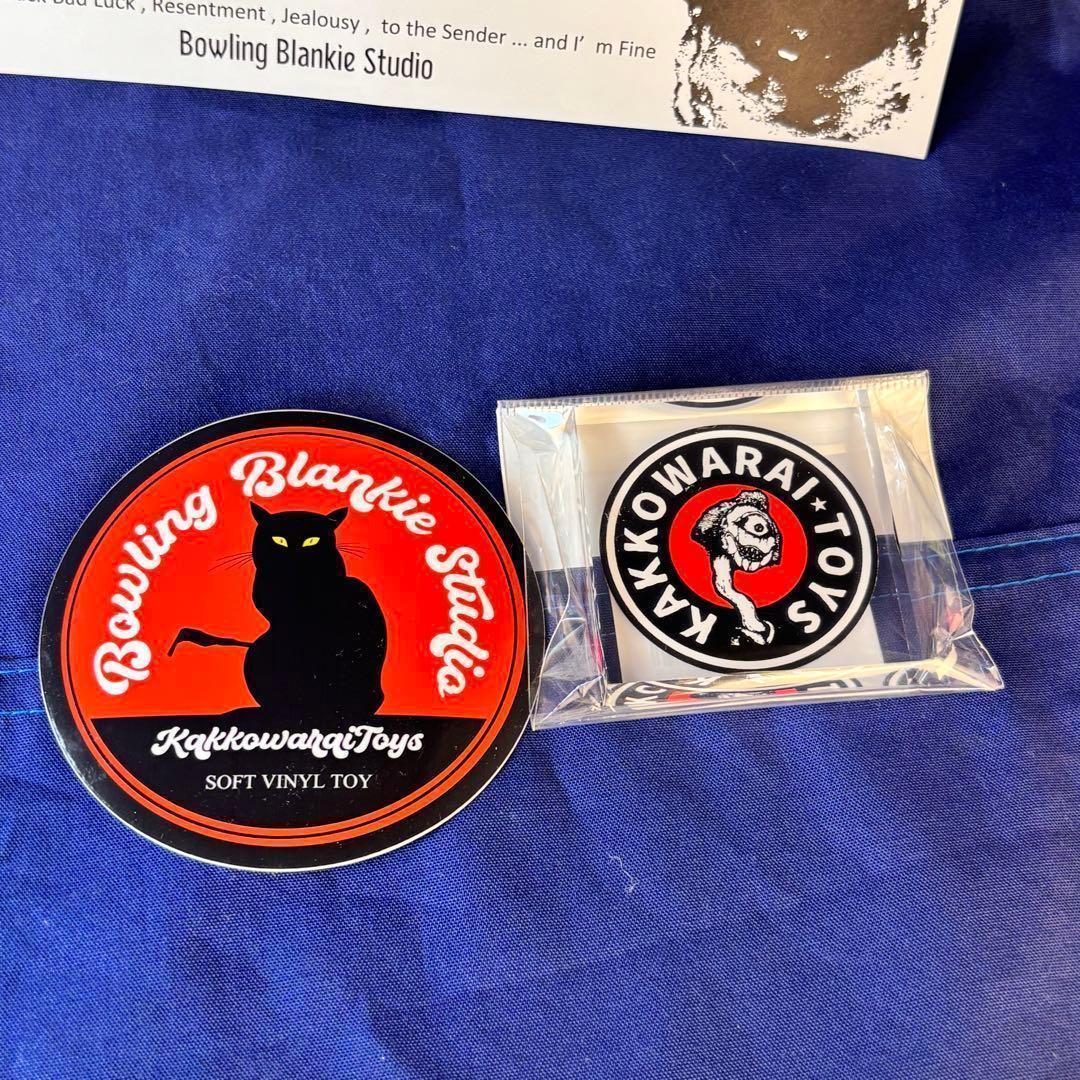 Bad Luck , Resentment , Jealousy , to the Sender ... and I'm Fine
Bowling Blankie Studio
Bowling Blankie Studio
KakkowaraiToys
SOFT VINYL TOY
KAKKOWARAI★TOYS